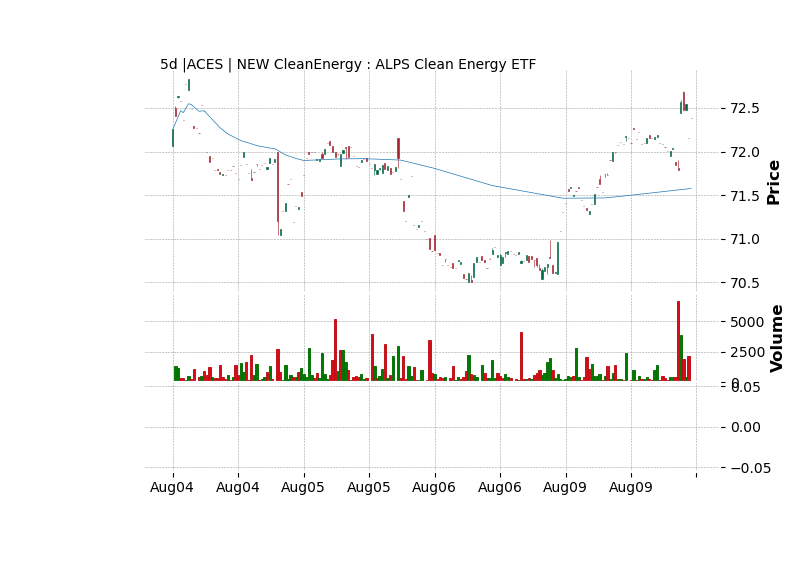 5d |ACES | NEW CleanEnergy : ALPS Clean Energy ETF
72.5
72.0
71.5
71.0
70.5
Price
5000
2500
0
Volume
0.05
0.00
−0.05
Aug04 Aug04 Aug05 Aug05 Aug06 Aug06 Aug09 Aug09